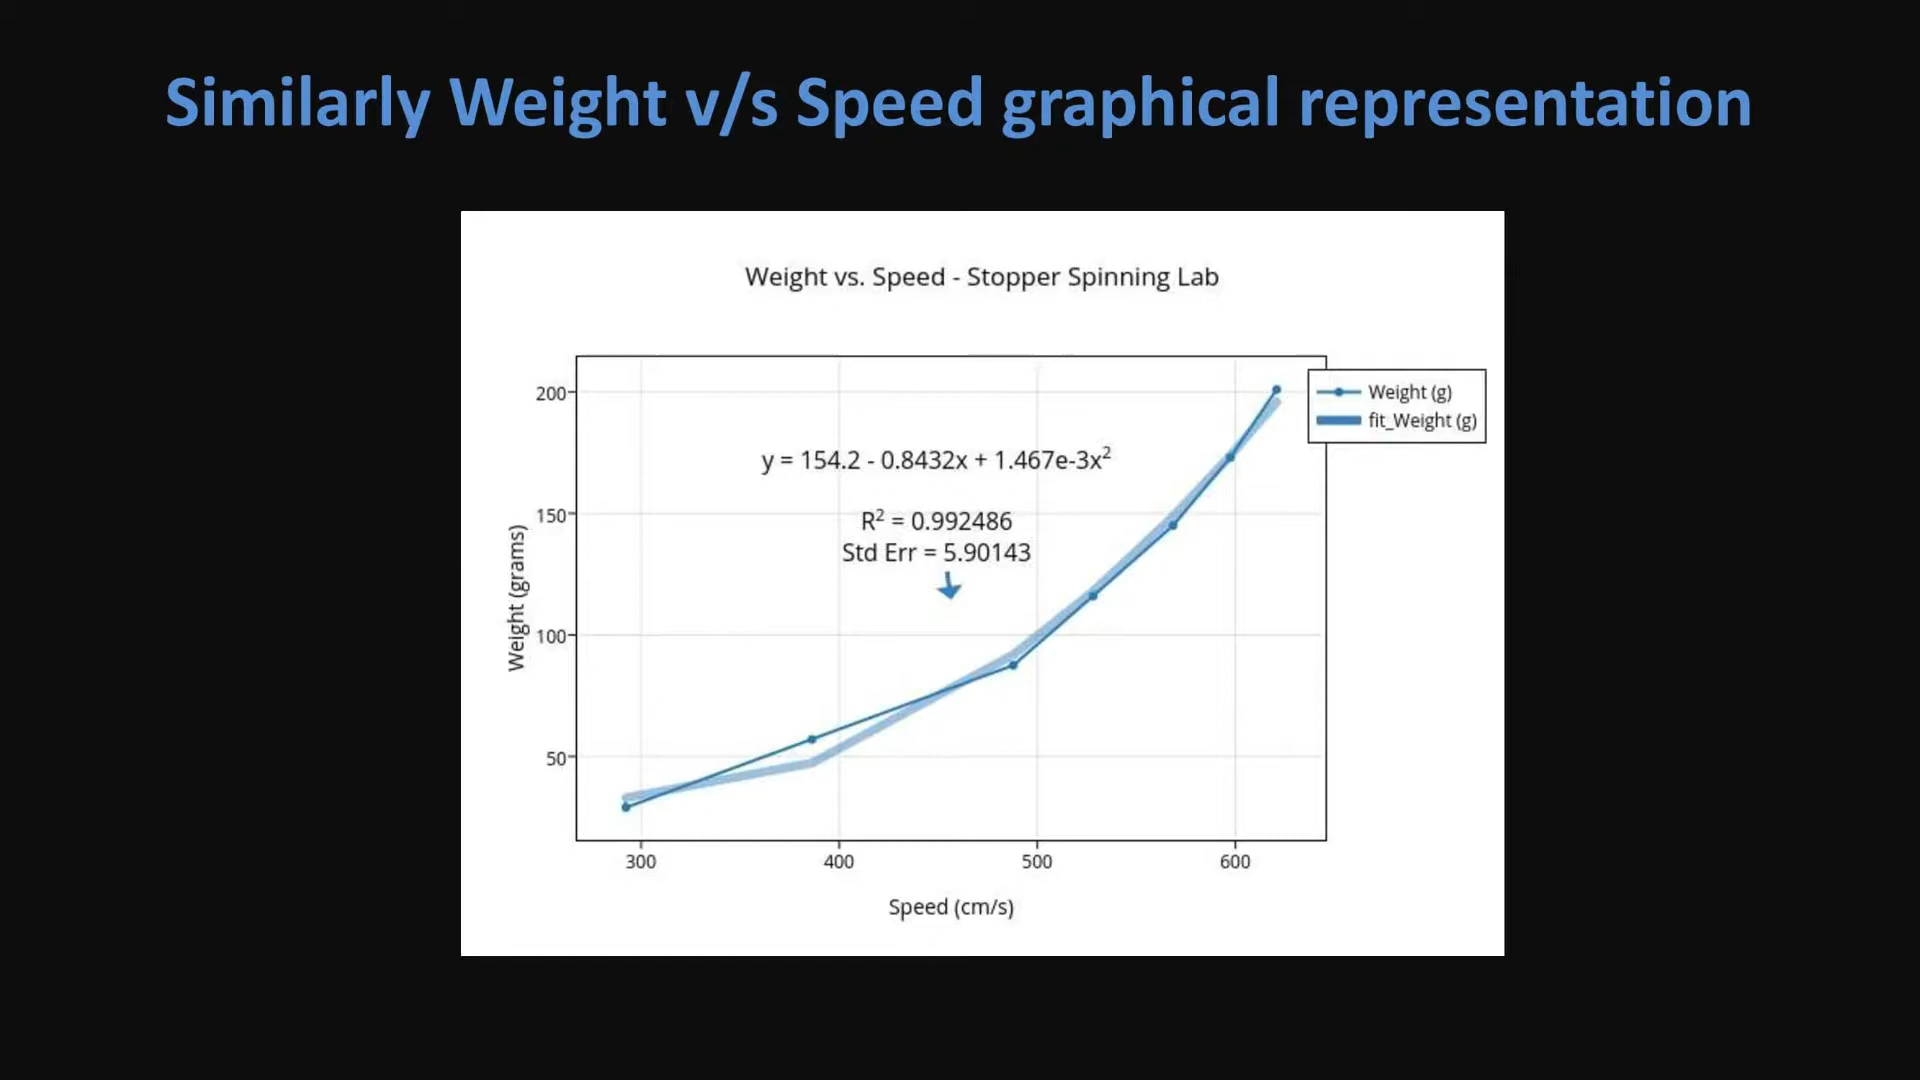 Similarly Weight v/s Speed graphical representation
Weight vs. Speed - Stopper Spinning Lab
Weight (g)
fit_Weight (g)
y = 154.2 - 0.8432x + 1.467e-3x²
R² = 0.992486
Std Err = 5.90143
Weight (grams)
200
150
100
50
300 400 500 600
Speed (cm/s)